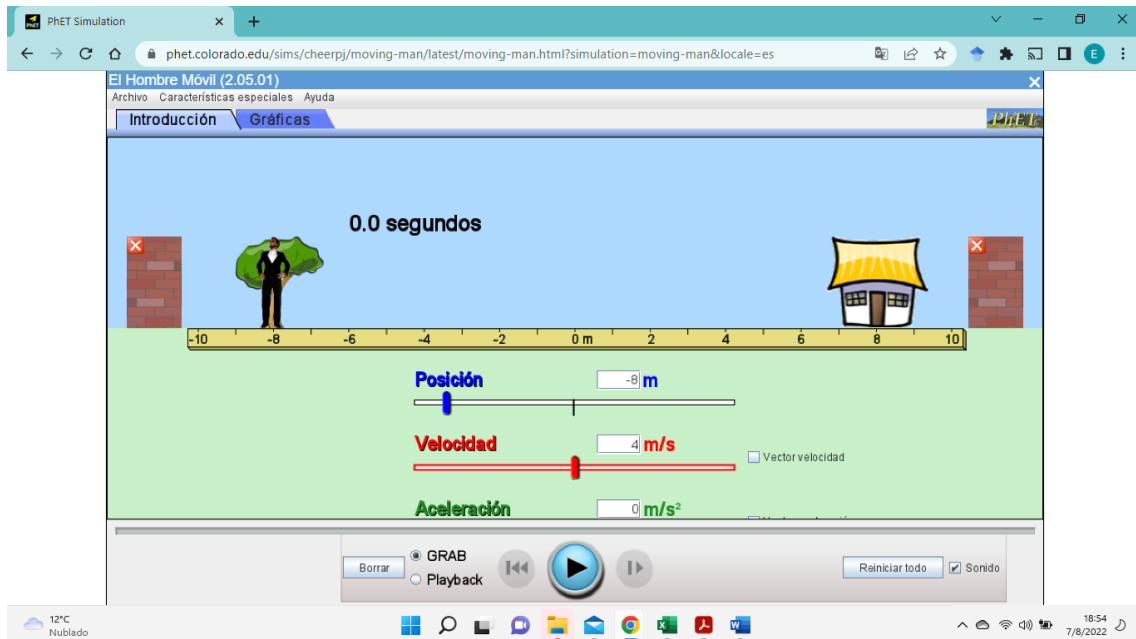 PhET Simulation
phet.colorado.edu/sims/cheerpj/moving-man/latest/moving-man.html?simulation=moving-man&locale=es
E
El Hombre Móvil (2.05.01)
Archivo Características especiales Ayuda
Introducción Gráficas
PhET
0.0 segundos
-10 -8 -6 -4 -2 0 m 2 4 6 8 10
Posición -8 m
Velocidad 4 m/s
Vector velocidad
Aceleración 0 m/s²
Borrar
GRAB
Playback
Reiniciar todo
Sonido
12°C
Nublado
18:54
7/8/2022